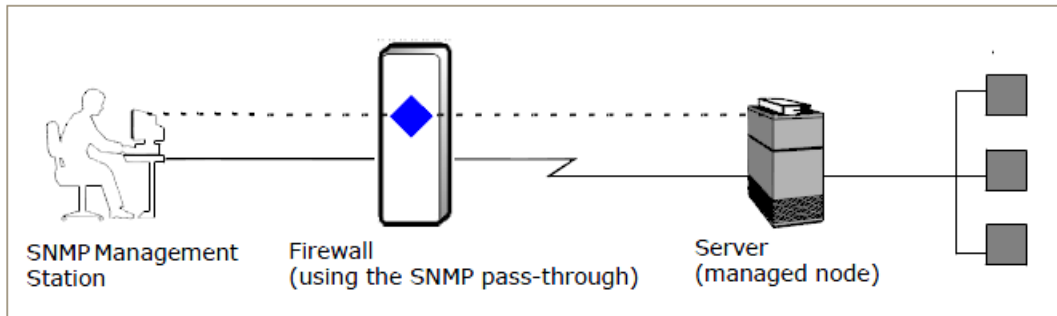 SNMP Management
Station
Firewall
(using the SNMP pass-through)
Server
(managed node)